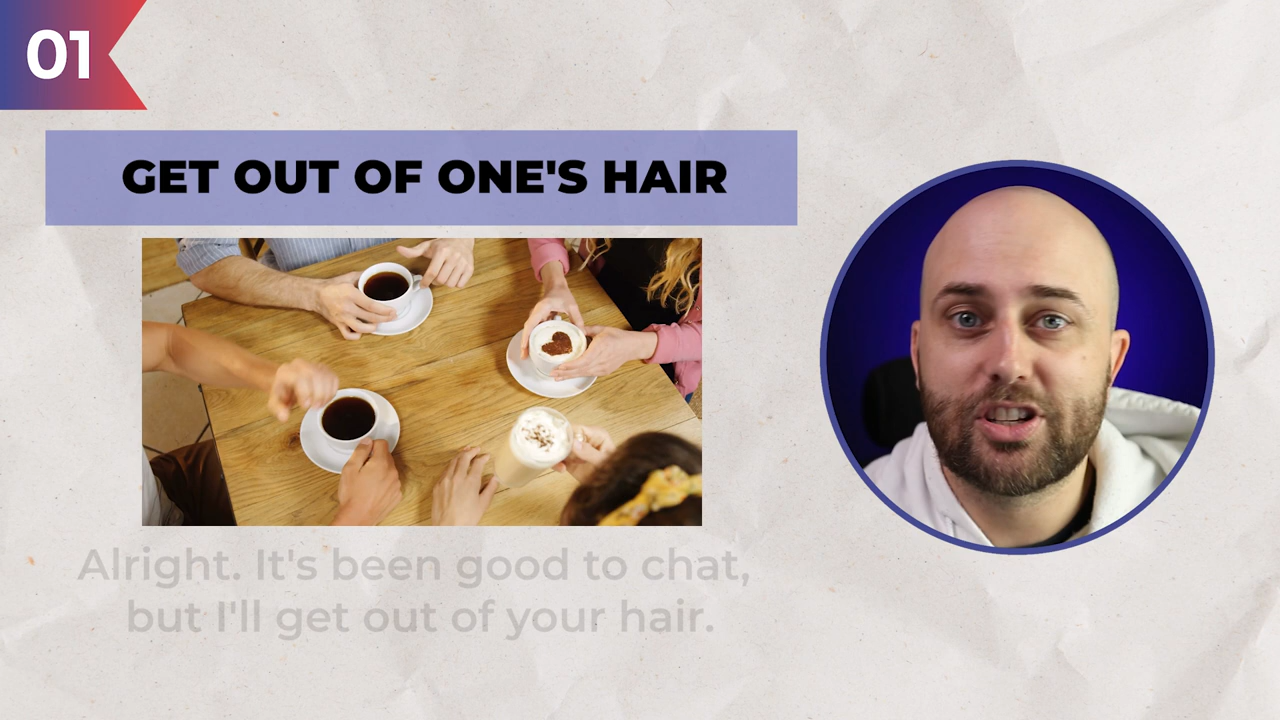 01
GET OUT OF ONE'S HAIR
Alright. It's been good to chat,
but I'll get out of your hair.